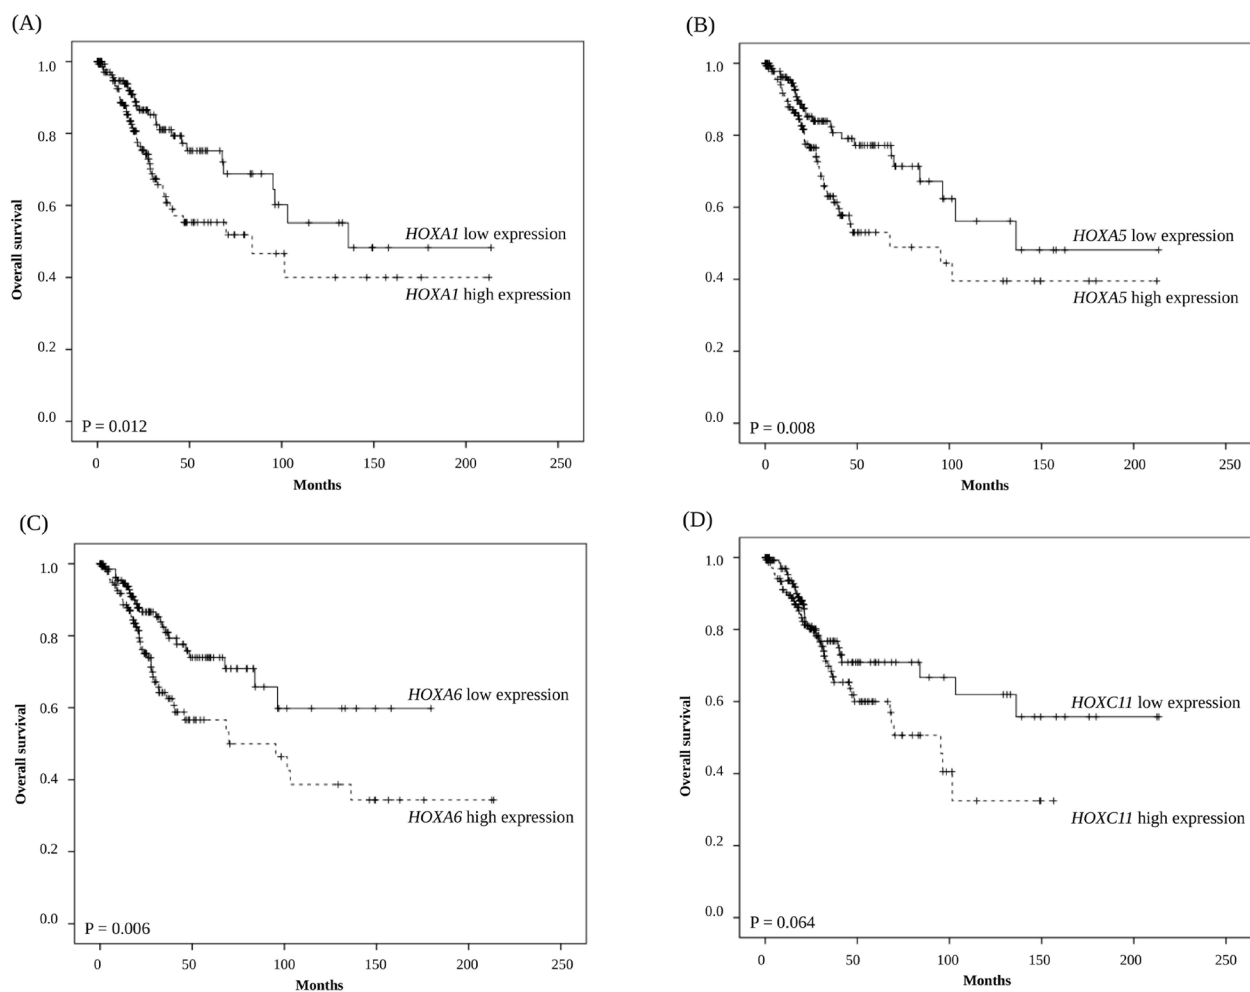 (A)
1.0
0.8
0.6
0.4
0.2
0.0
Overall survival
HOXA1 low expression
HOXA1 high expression
P = 0.012
0 50 100 150 200 250
Months
(B)
1.0
0.8
0.6
0.4
0.2
0.0
Overall survival
HOXA5 low expression
HOXA5 high expression
P = 0.008
0 50 100 150 200 250
Months
(C)
1.0
0.8
0.6
0.4
0.2
0.0
Overall survival
HOXA6 low expression
HOXA6 high expression
P = 0.006
0 50 100 150 200 250
Months
(D)
1.0
0.8
0.6
0.4
0.2
0.0
Overall survival
HOXC11 low expression
HOXC11 high expression
P = 0.064
0 50 100 150 200 250
Months